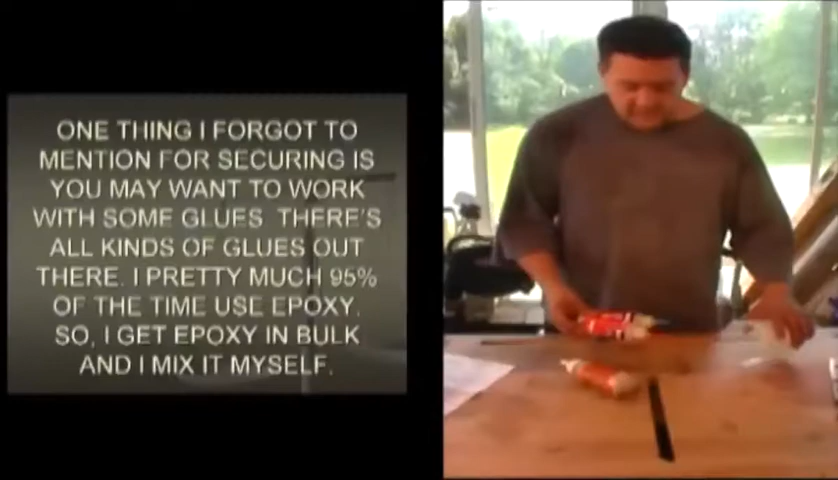 ONE THING I FORGOT TO
MENTION FOR SECURING IS
YOU MAY WANT TO WORK
WITH SOME GLUES THERE'S
ALL KINDS OF GLUES OUT
THERE. I PRETTY MUCH 95%
OF THE TIME USE EPOXY.
SO, I GET EPOXY IN BULK
AND I MIX IT MYSELF.